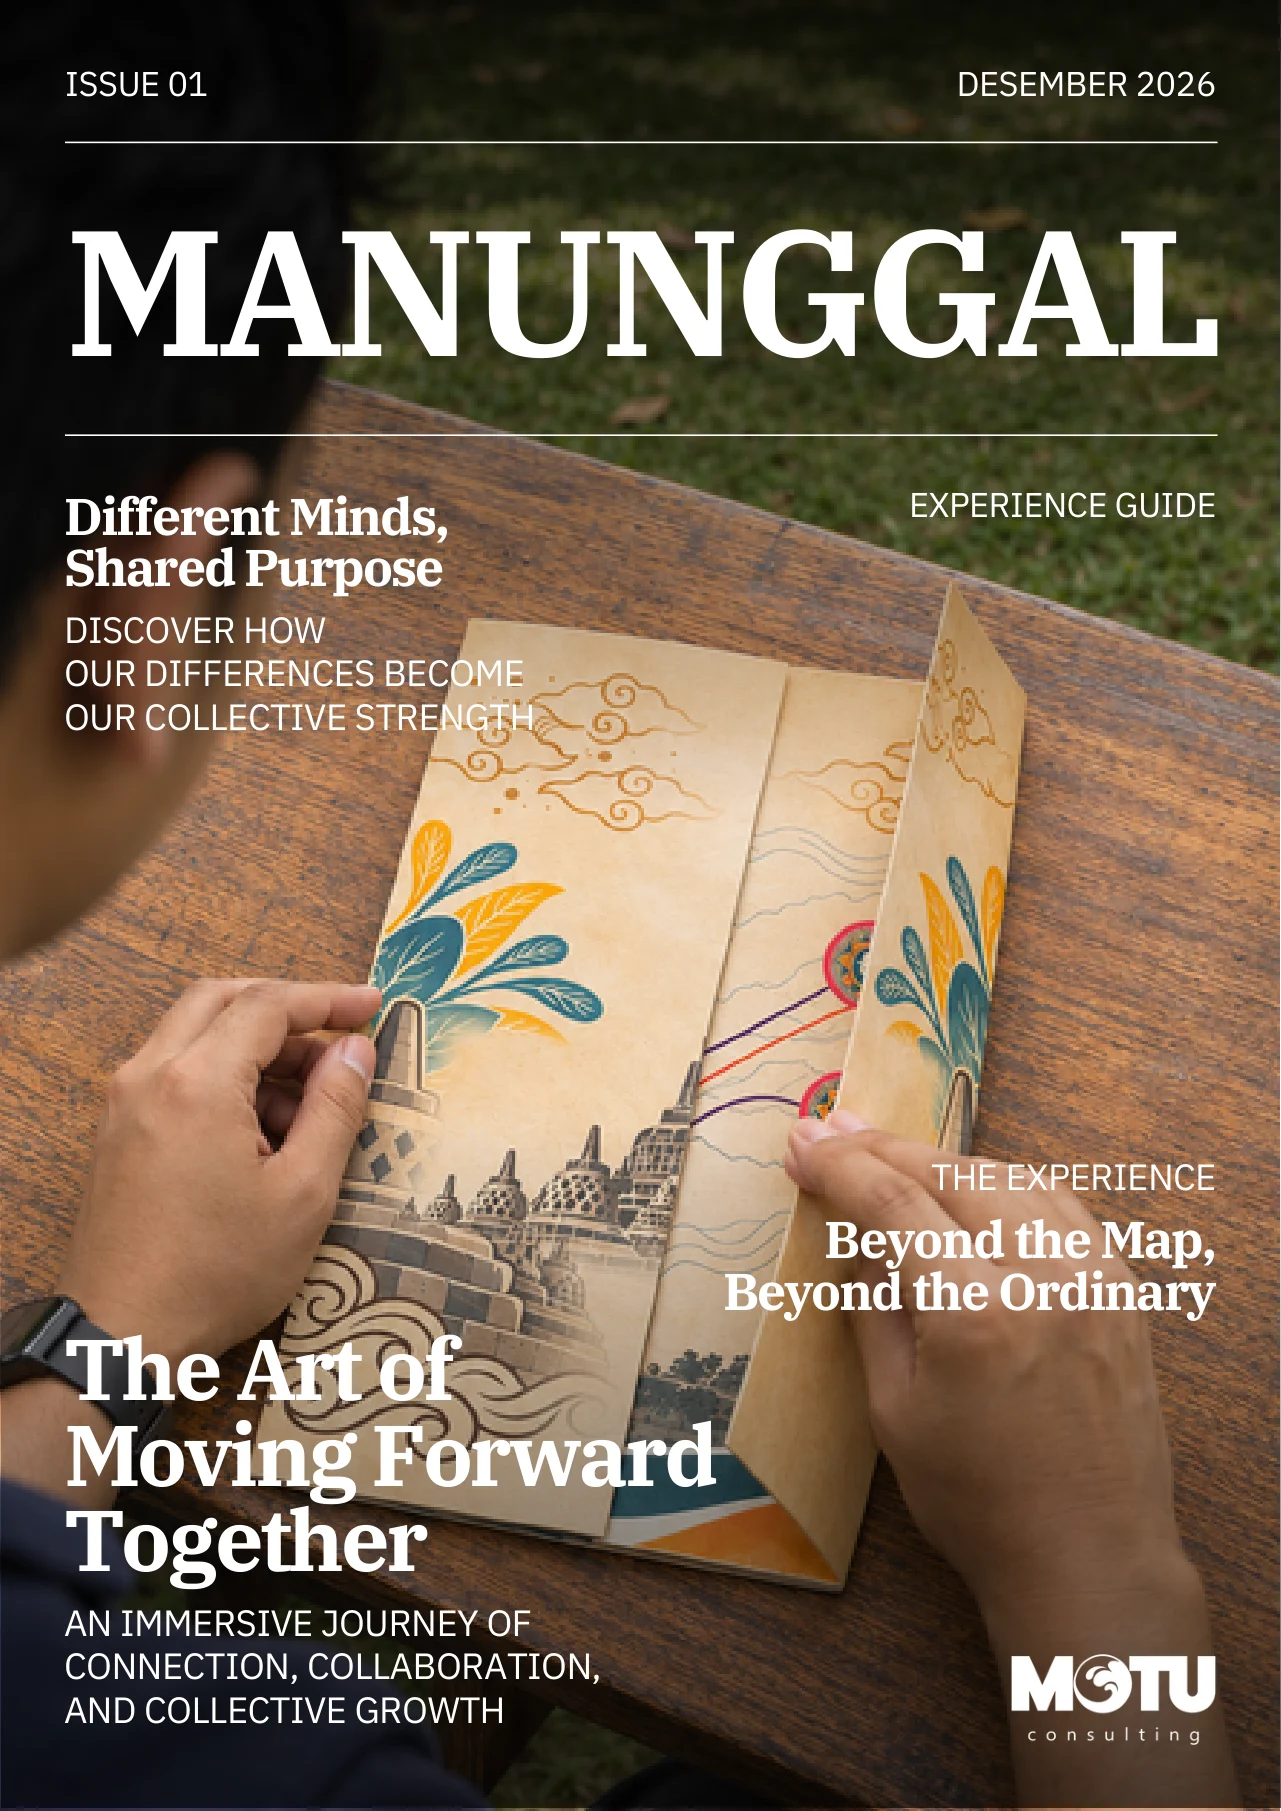 ISSUE 01
DESEMBER 2026
MANUNGGAL
Different Minds,
Shared Purpose
DISCOVER HOW
OUR DIFFERENCES BECOME
OUR COLLECTIVE STRENGTH
EXPERIENCE GUIDE
THE EXPERIENCE
Beyond the Map,
Beyond the Ordinary
The Art of
Moving Forward
Together
AN IMMERSIVE JOURNEY OF
CONNECTION, COLLABORATION,
AND COLLECTIVE GROWTH
MOTU
consulting